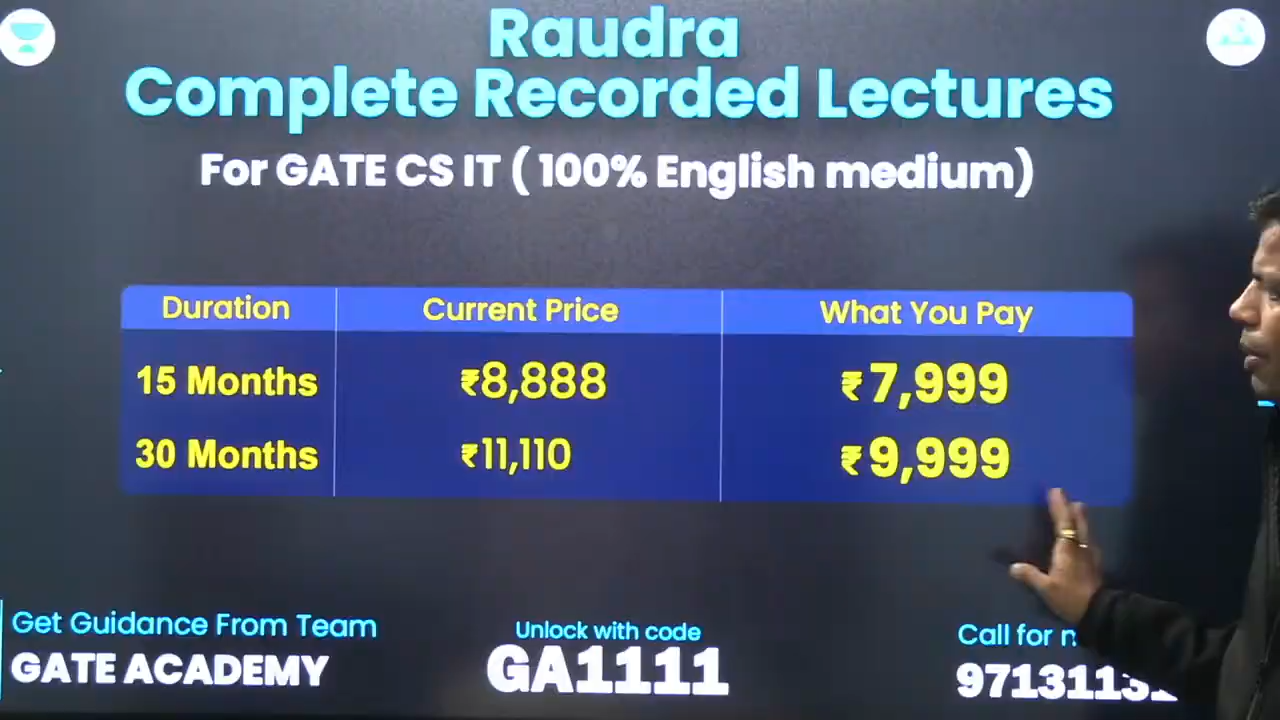 Raudra
Complete Recorded Lectures
For GATE CS IT ( 100% English medium)
Duration Current Price What You Pay
15 Months ₹8,888 ₹7,999
30 Months ₹11,110 ₹9,999
Get Guidance From Team
GATE ACADEMY
Unlock with code
GA1111
Call for